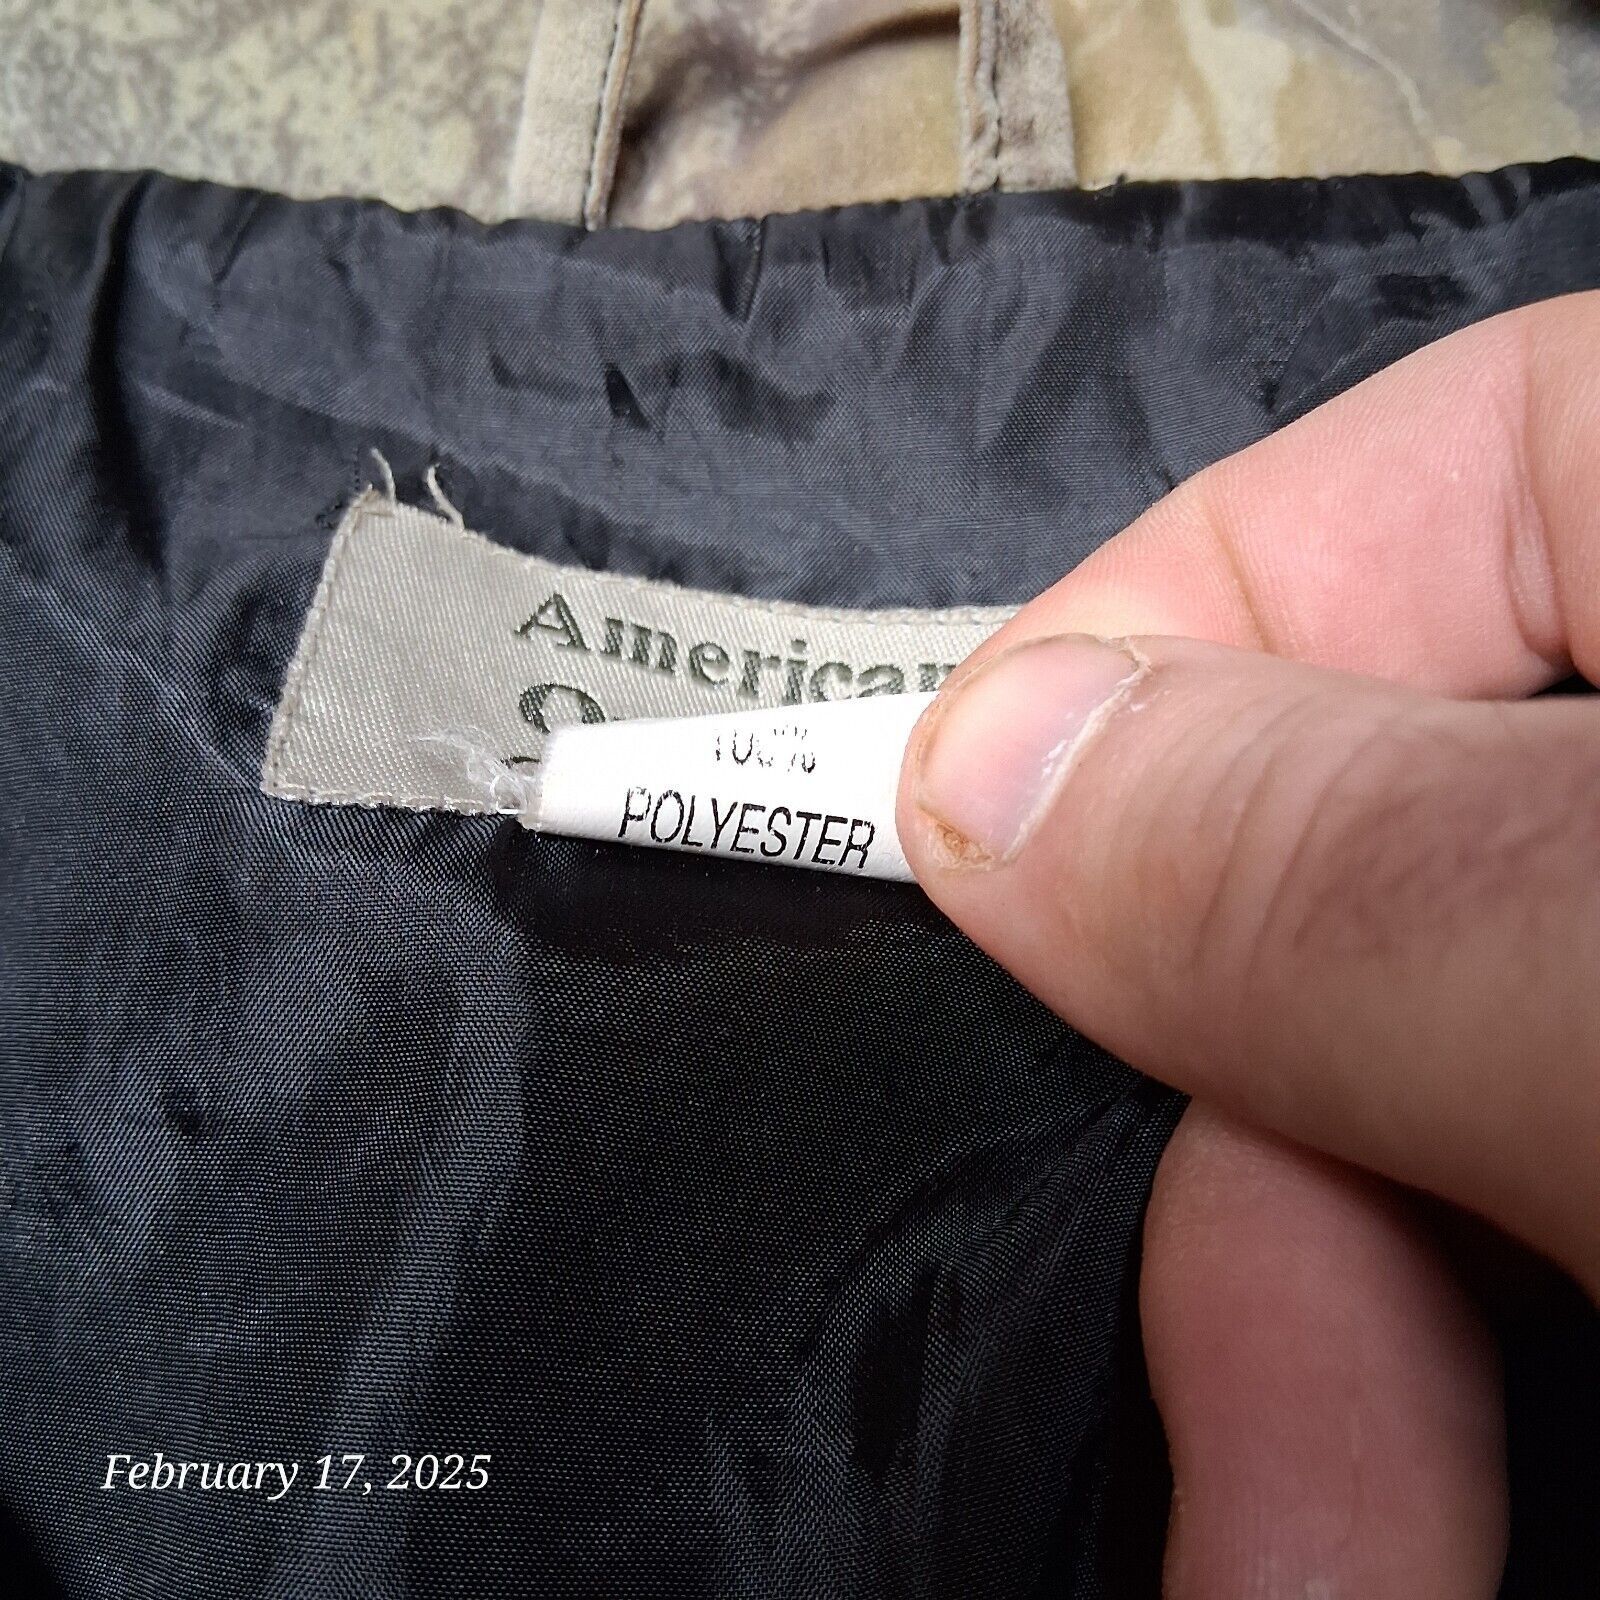 American
100%
POLYESTER
February 17, 2025